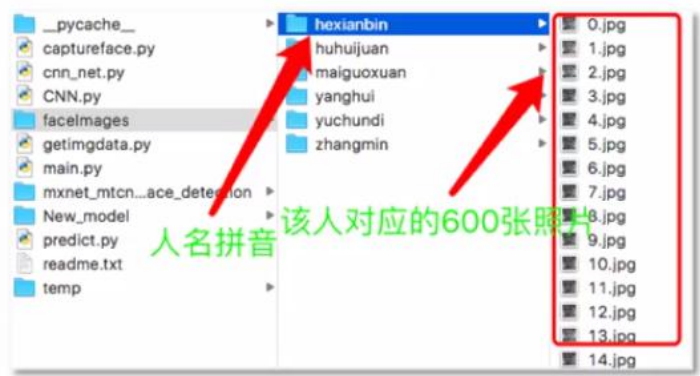 __pycache__
captureface.py
cnn_net.py
CNN.py
faceImages
getimgdata.py
main.py
mxnet_mtcn...ace_detection
New_model
predict.py
readme.txt
temp
hexianbin
huhuijuan
maiguoxuan
yanghui
yuchundi
zhangmin
人名拼音
该人对应的600张照片
0.jpg
1.jpg
2.jpg
3.jpg
4.jpg
5.jpg
6.jpg
7.jpg
8.jpg
9.jpg
10.jpg
11.jpg
12.jpg
13.jpg
14.jpg